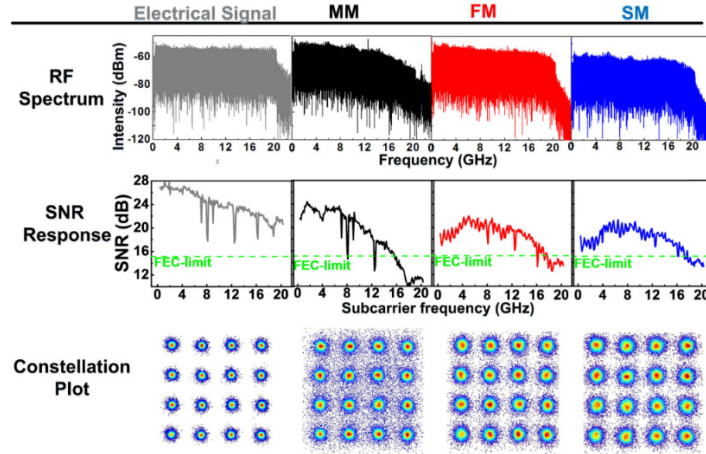 Electrical Signal MM FM SM
RF Spectrum
Intensity (dBm)
-60
-80
-100
-120
0 4 8 12 16 20 0 4 8 12 16 20 0 4 8 12 16 20 0 4 8 12 16 20
Frequency (GHz)
SNR Response
SNR (dB)
28
24
20
16
12
FEC-limit FEC-limit FEC-limit FEC-limit
0 4 8 12 16 20 0 4 8 12 16 20 0 4 8 12 16 20 0 4 8 12 16 20
Subcarrier frequency (GHz)
Constellation
Plot